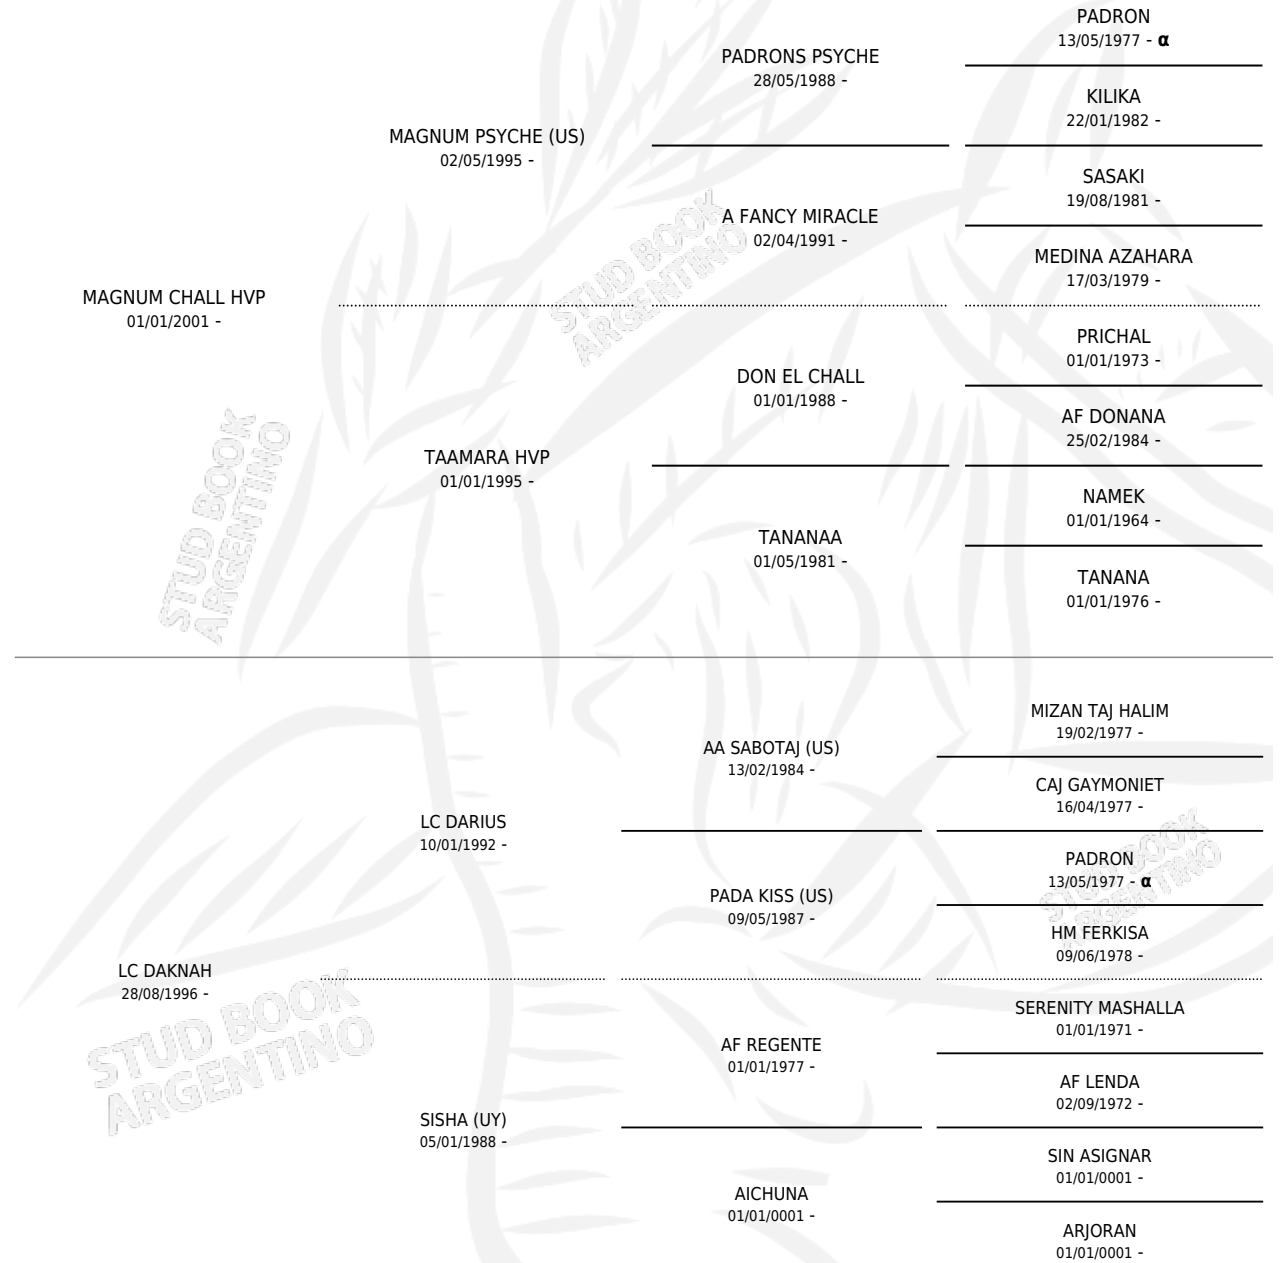 PADRON
13/05/1977 - α
PADRONS PSYCHE
28/05/1988 -
KILIKA
22/01/1982 -
MAGNUM PSYCHE (US)
02/05/1995 -
SASAKI
19/08/1981 -
A FANCY MIRACLE
02/04/1991 -
MEDINA AZAHARA
17/03/1979 -
MAGNUM CHALL HVP
01/01/2001 -
PRICHAL
01/01/1973 -
DON EL CHALL
01/01/1988 -
AF DONANA
25/02/1984 -
TAAMARA HVP
01/01/1995 -
NAMEK
01/01/1964 -
TANANAA
01/05/1981 -
TANANA
01/01/1976 -
STUD BOOK
ARGENTINO
STUD BOOK
ARGENTINO
MIZAN TAJ HALIM
19/02/1977 -
AA SABOTAJ (US)
13/02/1984 -
CAJ GAYMONIET
16/04/1977 -
LC DARIUS
10/01/1992 -
PADRON
13/05/1977 - α
PADA KISS (US)
09/05/1987 -
HM FERKISA
09/06/1978 -
LC DAKNAH
28/08/1996 -
SERENITY MASHALLA
01/01/1971 -
AF REGENTE
01/01/1977 -
AF LENDA
02/09/1972 -
SISHA (UY)
05/01/1988 -
SIN ASIGNAR
01/01/0001 -
AICHUNA
01/01/0001 -
ARJORAN
01/01/0001 -
STUD BOOK
ARGENTINO
STUD BOOK
ARGENTINO